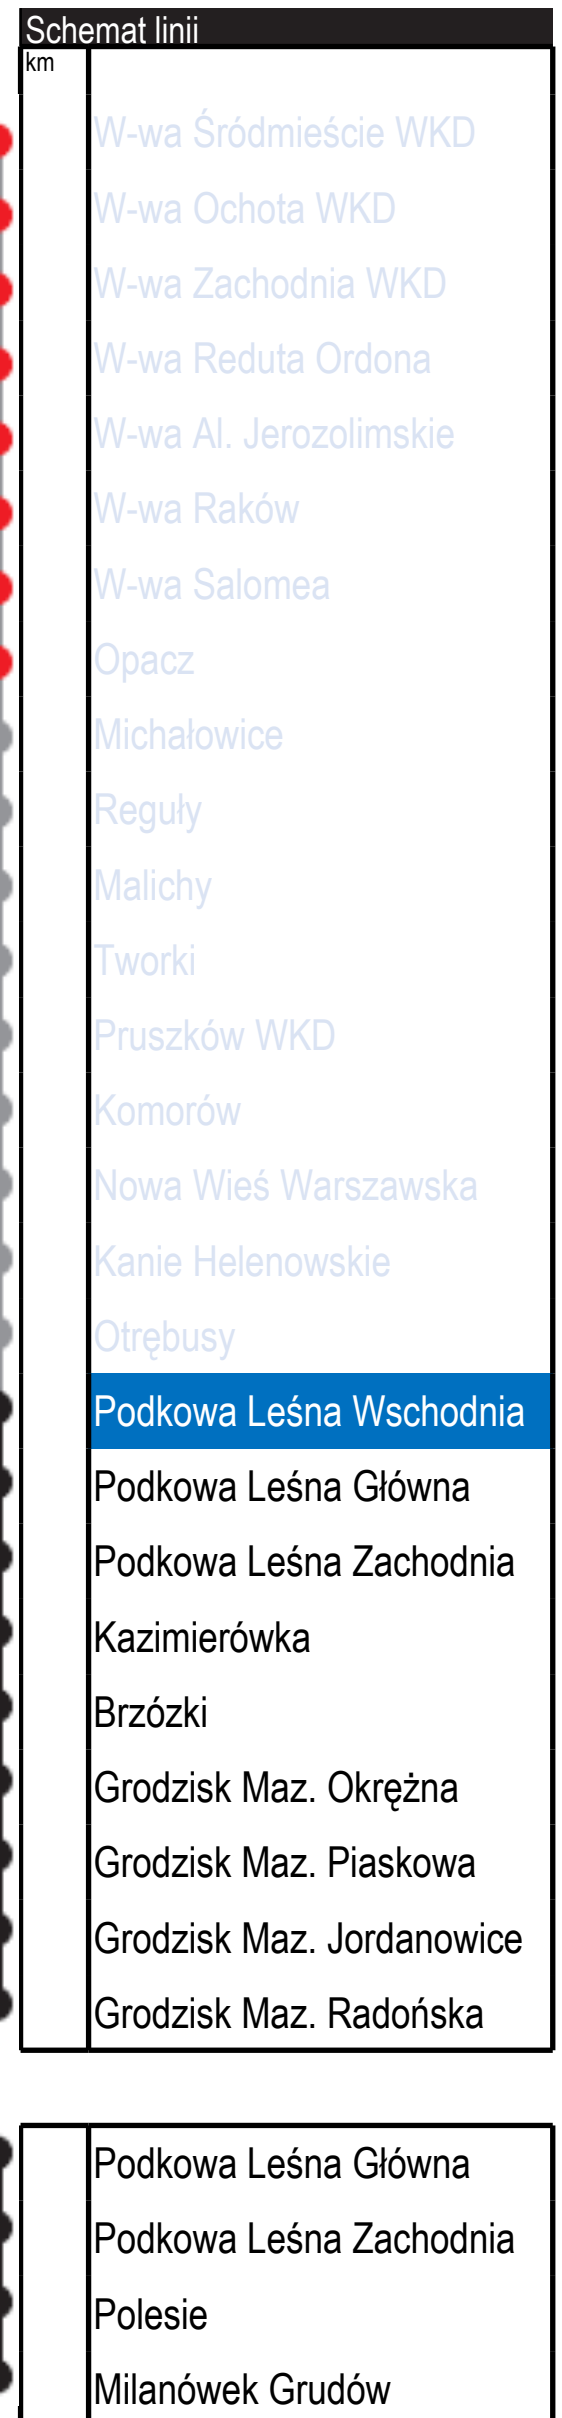 Schemat linii
km
W-wa Śródmieście WKD
W-wa Ochota WKD
W-wa Zachodnia WKD
W-wa Reduta Ordona
W-wa Al. Jerozolimskie
W-wa Raków
W-wa Salomea
Opacz
Michałowice
Reguły
Malichy
Tworki
Pruszków WKD
Komorów
Nowa Wieś Warszawska
Kanie Helenowskie
Otrębusy
Podkowa Leśna Wschodnia
Podkowa Leśna Główna
Podkowa Leśna Zachodnia
Kazimierówka
Brzózki
Grodzisk Maz. Okrężna
Grodzisk Maz. Piaskowa
Grodzisk Maz. Jordanowice
Grodzisk Maz. Radońska
Podkowa Leśna Główna
Podkowa Leśna Zachodnia
Polesie
Milanówek Grudów